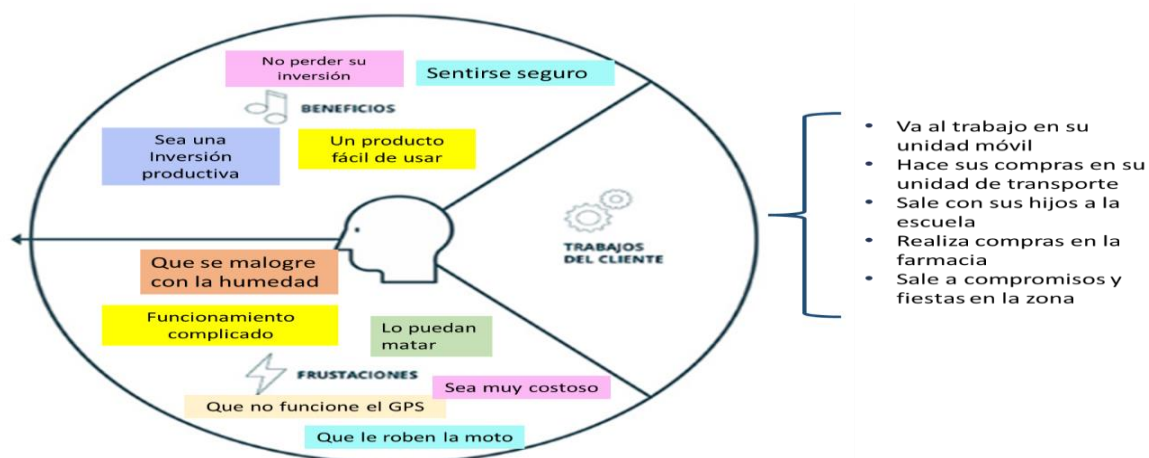 No perder su
inversión
Sentirse seguro
BENEFICIOS
Sea una
Inversión
productiva
Un producto
fácil de usar
TRABAJOS
DEL CLIENTE
• Va al trabajo en su
unidad móvil
• Hace sus compras en su
unidad de transporte
• Sale con sus hijos a la
escuela
• Realiza compras en la
farmacia
• Sale a compromisos y
fiestas en la zona
Que se malogre
con la humedad
Funcionamiento
complicado
Lo puedan
matar
FRUSTACIONES
Sea muy costoso
Que no funcione el GPS
Que le roben la moto